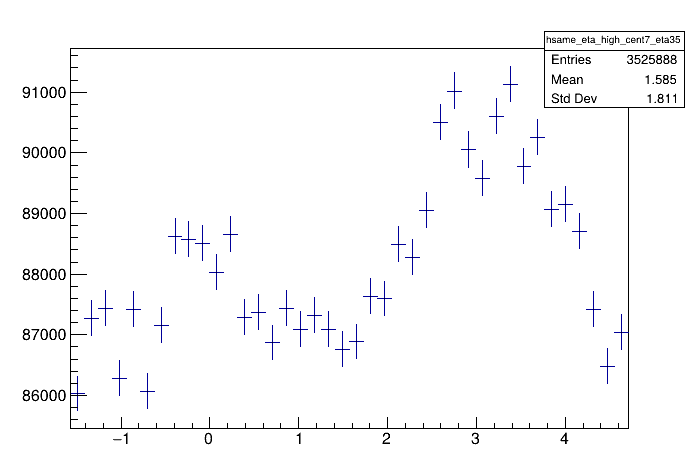 hsame_eta_high_cent7_eta35
Entries 3525888
Mean 1.585
Std Dev 1.811
91000
90000
89000
88000
87000
86000
−1 0 1 2 3 4